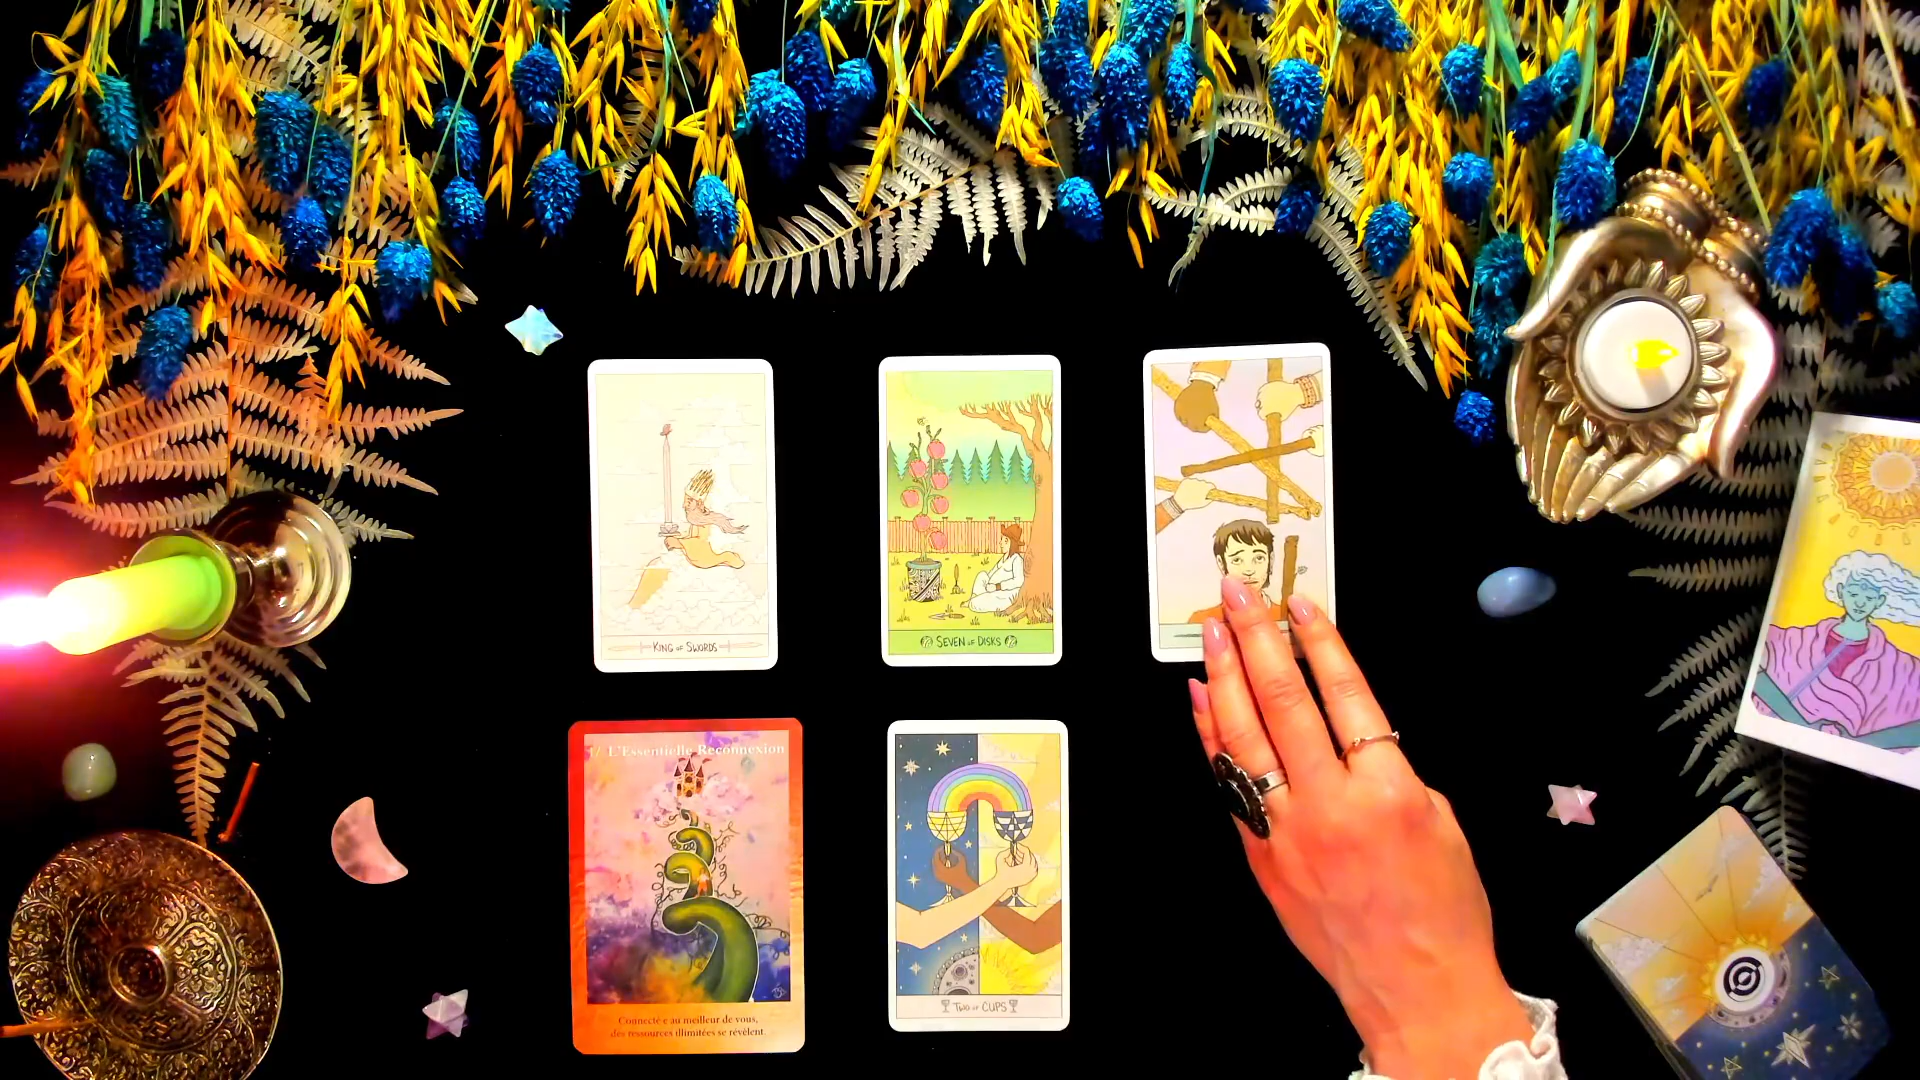 KING OF SWORDS
SEVEN OF DISKS
17 L'Essentielle Reconnexion
Connecté·e au meilleur de vous,
des ressources illimitées se révèlent.
TWO OF CUPS